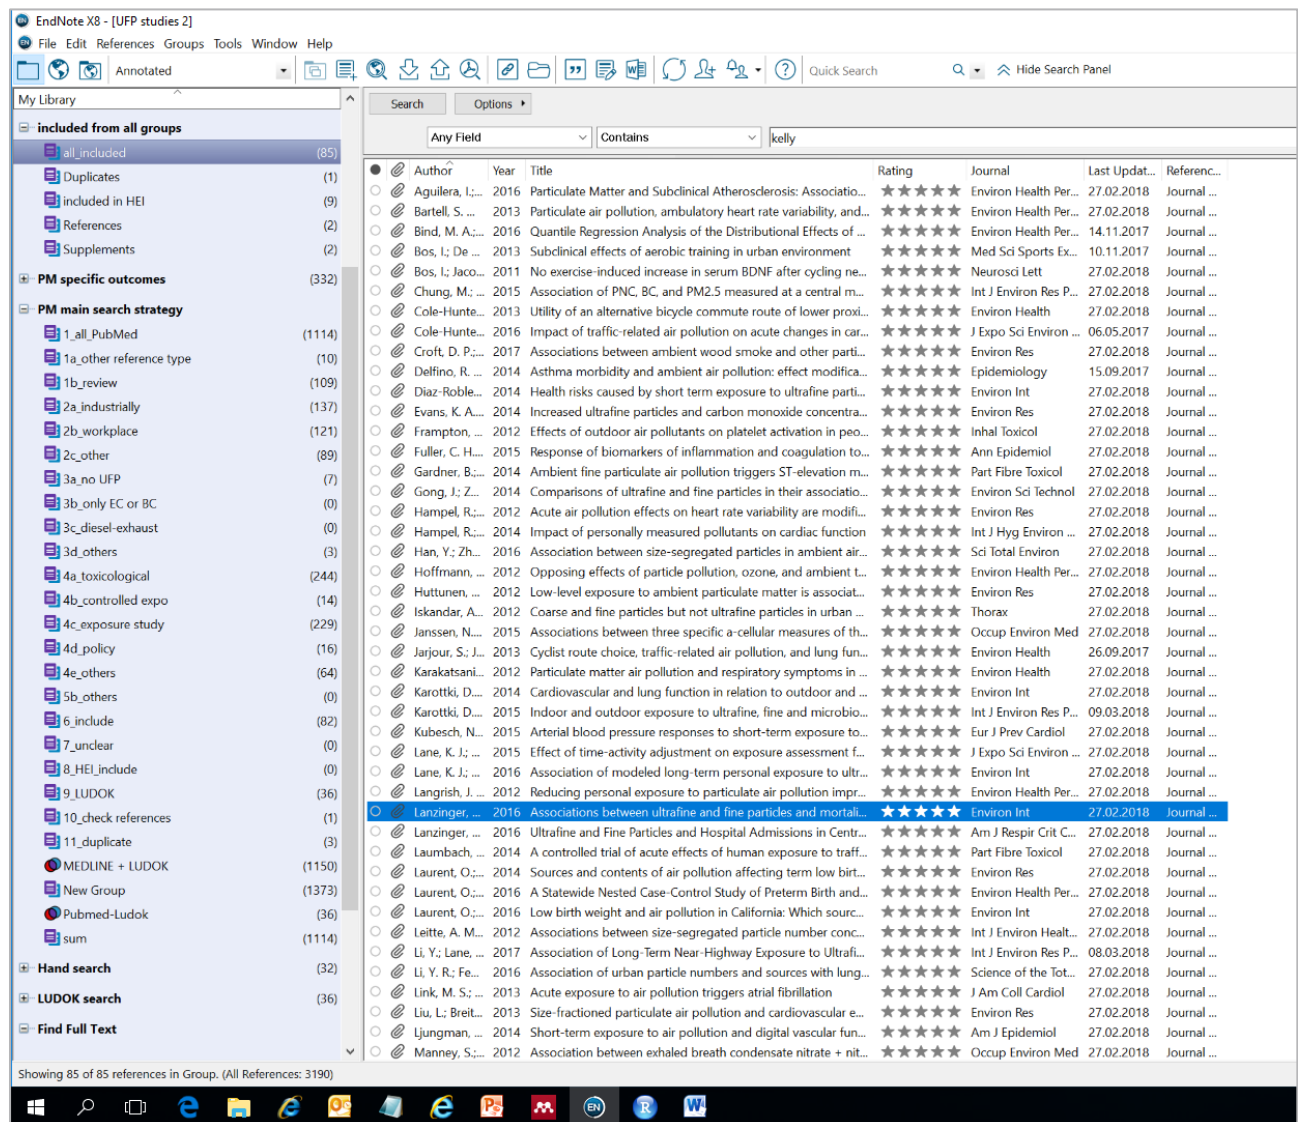 EndNote X8 - [UFP studies 2]
File Edit References Groups Tools Window Help
Annotated Quick Search Hide Search Panel
My Library
included from all groups
all_included (85)
Duplicates (1)
included in HEI (9)
References (2)
Supplements (2)
PM specific outcomes (332)
PM main search strategy
1_all_PubMed (1114)
1a_other reference type (10)
1b_review (109)
2a_industrially (137)
2b_workplace (121)
2c_other (89)
3a_no UFP (7)
3b_only EC or BC (0)
3c_diesel-exhaust (0)
3d_others (3)
4a_toxicological (244)
4b_controlled expo (14)
4c_exposure study (229)
4d_policy (16)
4e_others (64)
5b_others (0)
6_include (82)
7_unclear (0)
8_HEI_include (0)
9_LUDOK (36)
10_check references (1)
11_duplicate (3)
MEDLINE + LUDOK (1150)
New Group (1373)
Pubmed-Ludok (36)
sum (1114)
Hand search (32)
LUDOK search (36)
Find Full Text
Search Options
Any Field Contains kelly
Author Year Title Rating Journal Last Updat... Referenc...
Aguilera, I.;... 2016 Particulate Matter and Subclinical Atherosclerosis: Associatio... Environ Health Per... 27.02.2018 Journal ...
Bartell, S. ... 2013 Particulate air pollution, ambulatory heart rate variability, and... Environ Health Per... 27.02.2018 Journal ...
Bind, M. A.;... 2016 Quantile Regression Analysis of the Distributional Effects of ... Environ Health Per... 14.11.2017 Journal ...
Bos, I.; De ... 2013 Subclinical effects of aerobic training in urban environment Med Sci Sports Ex... 10.11.2017 Journal ...
Bos, I.; Jaco... 2011 No exercise-induced increase in serum BDNF after cycling ne... Neurosci Lett 27.02.2018 Journal ...
Chung, M.; ... 2015 Association of PNC, BC, and PM2.5 measured at a central m... Int J Environ Res P... 27.02.2018 Journal ...
Cole-Hunte... 2013 Utility of an alternative bicycle commute route of lower proxi... Environ Health 27.02.2018 Journal ...
Cole-Hunte... 2016 Impact of traffic-related air pollution on acute changes in car... J Expo Sci Environ ... 06.05.2017 Journal ...
Croft, D. P.;... 2017 Associations between ambient wood smoke and other parti... Environ Res 27.02.2018 Journal ...
Delfino, R. ... 2014 Asthma morbidity and ambient air pollution: effect modifica... Epidemiology 15.09.2017 Journal ...
Diaz-Roble... 2014 Health risks caused by short term exposure to ultrafine parti... Environ Int 27.02.2018 Journal ...
Evans, K. A.... 2014 Increased ultrafine particles and carbon monoxide concentra... Environ Res 27.02.2018 Journal ...
Frampton, ... 2012 Effects of outdoor air pollutants on platelet activation in peo... Inhal Toxicol 27.02.2018 Journal ...
Fuller, C. H.... 2015 Response of biomarkers of inflammation and coagulation to... Ann Epidemiol 27.02.2018 Journal ...
Gardner, B.;... 2014 Ambient fine particulate air pollution triggers ST-elevation m... Part Fibre Toxicol 27.02.2018 Journal ...
Gong, J.; Z... 2014 Comparisons of ultrafine and fine particles in their associatio... Environ Sci Technol 27.02.2018 Journal ...
Hampel, R.;... 2012 Acute air pollution effects on heart rate variability are modifi... Environ Res 27.02.2018 Journal ...
Hampel, R.;... 2014 Impact of personally measured pollutants on cardiac function Int J Hyg Environ ... 27.02.2018 Journal ...
Han, Y.; Zh... 2016 Association between size-segregated particles in ambient air... Sci Total Environ 27.02.2018 Journal ...
Hoffmann, ... 2012 Opposing effects of particle pollution, ozone, and ambient t... Environ Health Per... 27.02.2018 Journal ...
Huttunen, ... 2012 Low-level exposure to ambient particulate matter is associat... Environ Res 27.02.2018 Journal ...
Iskandar, A... 2012 Coarse and fine particles but not ultrafine particles in urban ... Thorax 27.02.2018 Journal ...
Janssen, N.... 2015 Associations between three specific a-cellular measures of th... Occup Environ Med 27.02.2018 Journal ...
Jarjour, S.; J... 2013 Cyclist route choice, traffic-related air pollution, and lung fun... Environ Health 26.09.2017 Journal ...
Karakatsani... 2012 Particulate matter air pollution and respiratory symptoms in ... Environ Health 27.02.2018 Journal ...
Karottki, D.... 2014 Cardiovascular and lung function in relation to outdoor and ... Environ Int 27.02.2018 Journal ...
Karottki, D.... 2015 Indoor and outdoor exposure to ultrafine, fine and microbio... Int J Environ Res P... 09.03.2018 Journal ...
Kubesch, N... 2015 Arterial blood pressure responses to short-term exposure to... Eur J Prev Cardiol 27.02.2018 Journal ...
Lane, K. J.; ... 2015 Effect of time-activity adjustment on exposure assessment f... J Expo Sci Environ ... 27.02.2018 Journal ...
Lane, K. J.; ... 2016 Association of modeled long-term personal exposure to ultr... Environ Int 27.02.2018 Journal ...
Langrish, J. ... 2012 Reducing personal exposure to particulate air pollution impr... Environ Health Per... 27.02.2018 Journal ...
Lanzinger, ... 2016 Associations between ultrafine and fine particles and mortali... Environ Int 27.02.2018 Journal ...
Lanzinger, ... 2016 Ultrafine and Fine Particles and Hospital Admissions in Centr... Am J Respir Crit C... 27.02.2018 Journal ...
Laumbach, ... 2014 A controlled trial of acute effects of human exposure to traff... Part Fibre Toxicol 27.02.2018 Journal ...
Laurent, O.;... 2014 Sources and contents of air pollution affecting term low birt... Environ Res 27.02.2018 Journal ...
Laurent, O.;... 2016 A Statewide Nested Case-Control Study of Preterm Birth and... Environ Health Per... 27.02.2018 Journal ...
Laurent, O.;... 2016 Low birth weight and air pollution in California: Which sourc... Environ Int 27.02.2018 Journal ...
Leitte, A. M... 2012 Associations between size-segregated particle number conc... Int J Environ Healt... 27.02.2018 Journal ...
Li, Y.; Lane, ... 2017 Association of Long-Term Near-Highway Exposure to Ultrafi... Int J Environ Res P... 08.03.2018 Journal ...
Li, Y. R.; Fe... 2016 Association of urban particle numbers and sources with lung... Science of the Tot... 27.02.2018 Journal ...
Link, M. S.; ... 2013 Acute exposure to air pollution triggers atrial fibrillation J Am Coll Cardiol 27.02.2018 Journal ...
Liu, L.; Breit... 2013 Size-fractioned particulate air pollution and cardiovascular e... Environ Res 27.02.2018 Journal ...
Ljungman, ... 2014 Short-term exposure to air pollution and digital vascular fun... Am J Epidemiol 27.02.2018 Journal ...
Manney, S.;... 2012 Association between exhaled breath condensate nitrate + nit... Occup Environ Med 27.02.2018 Journal ...
Showing 85 of 85 references in Group. (All References: 3190)